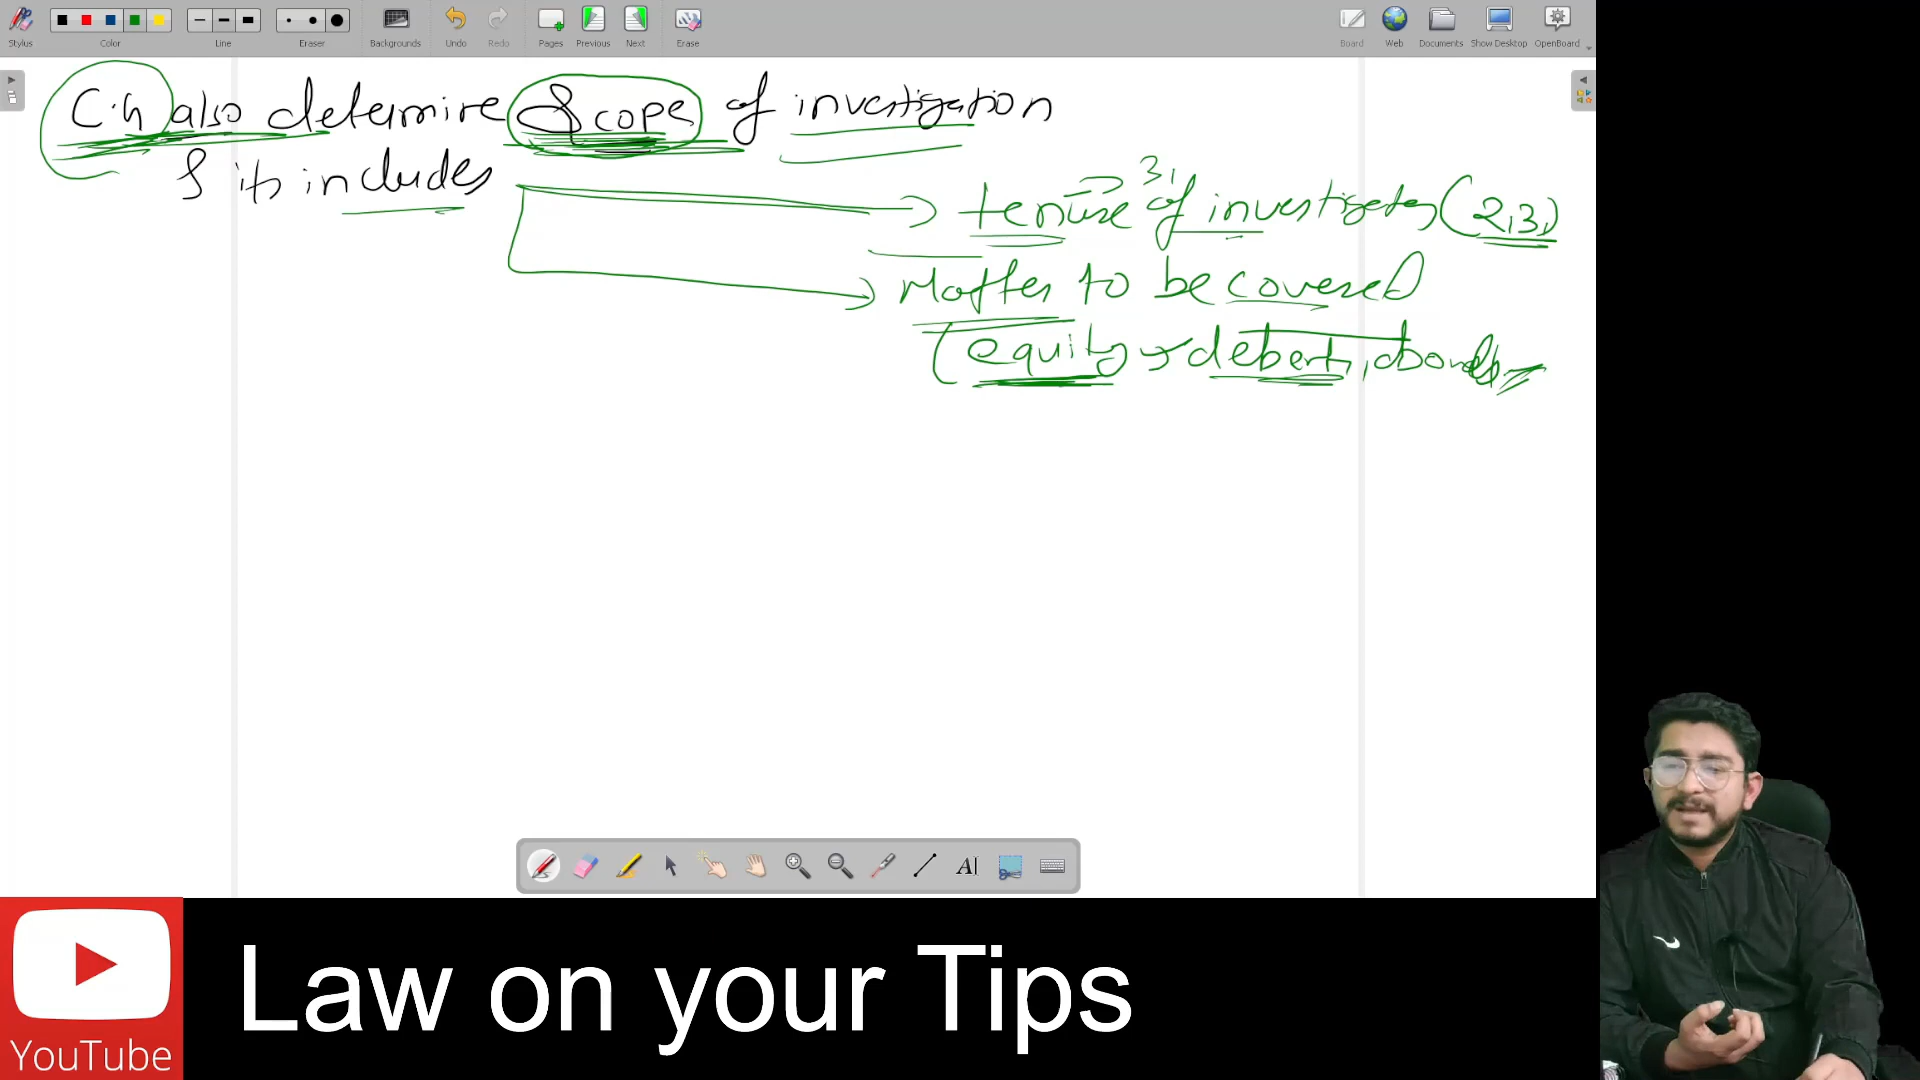 Stylus Color Line Eraser Backgrounds Undo Redo Pages Previous Next Erase Board Web Documents Show Desktop OpenBoard
C.G also determine Scope of investigation
& its includes
31
tenure of investigation (2,3,)
Matter to be covered
(equity debent, bonds
Law on your Tips
YouTube